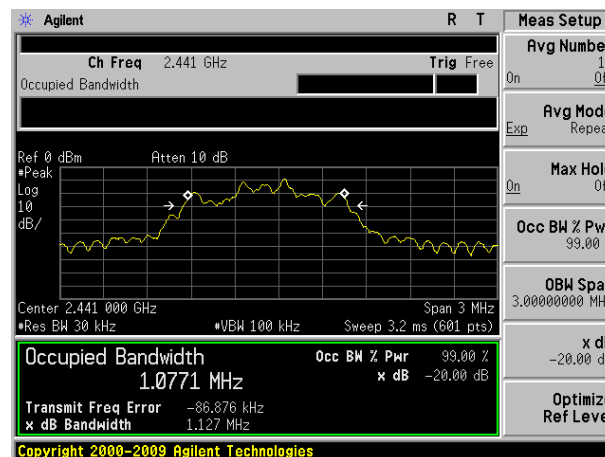 Agilent R T Meas Setup
Ch Freq 2.441 GHz Trig Free
Occupied Bandwidth
Avg Numbe
1
On Of
Avg Mod
Exp Repea
Ref 0 dBm Atten 10 dB
#Peak
Log
10
dB/
Max Hol
On Of
Occ BW % Pw
99.00
OBW Spa
3.00000000 MH
Center 2.441 000 GHz Span 3 MHz
#Res BW 30 kHz #VBW 100 kHz Sweep 3.2 ms (601 pts)
x d
-20.00 d
Occupied Bandwidth Occ BW % Pwr 99.00 %
1.0771 MHz x dB -20.00 dB
Transmit Freq Error -86.876 kHz
x dB Bandwidth 1.127 MHz
Optimiz
Ref Leve
Copyright 2000-2009 Agilent Technologies